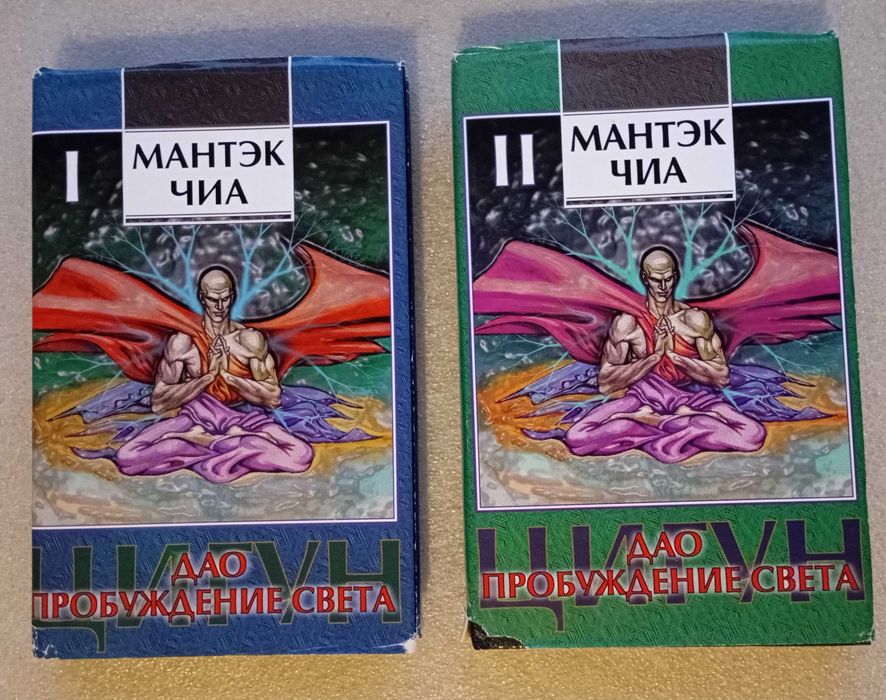 I
МАНТЭК
ЧИА
ЦИГУН
ДАО
ПРОБУЖДЕНИЕ СВЕТА
II
МАНТЭК
ЧИА
ЦИГУН
ДАО
ПРОБУЖДЕНИЕ СВЕТА